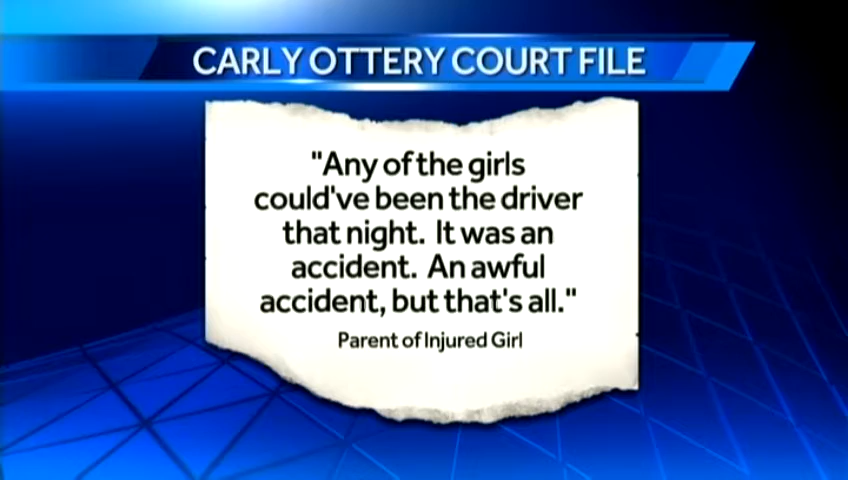 CARLY OTTERY COURT FILE
"Any of the girls
could've been the driver
that night. It was an
accident. An awful
accident, but that's all."
Parent of Injured Girl